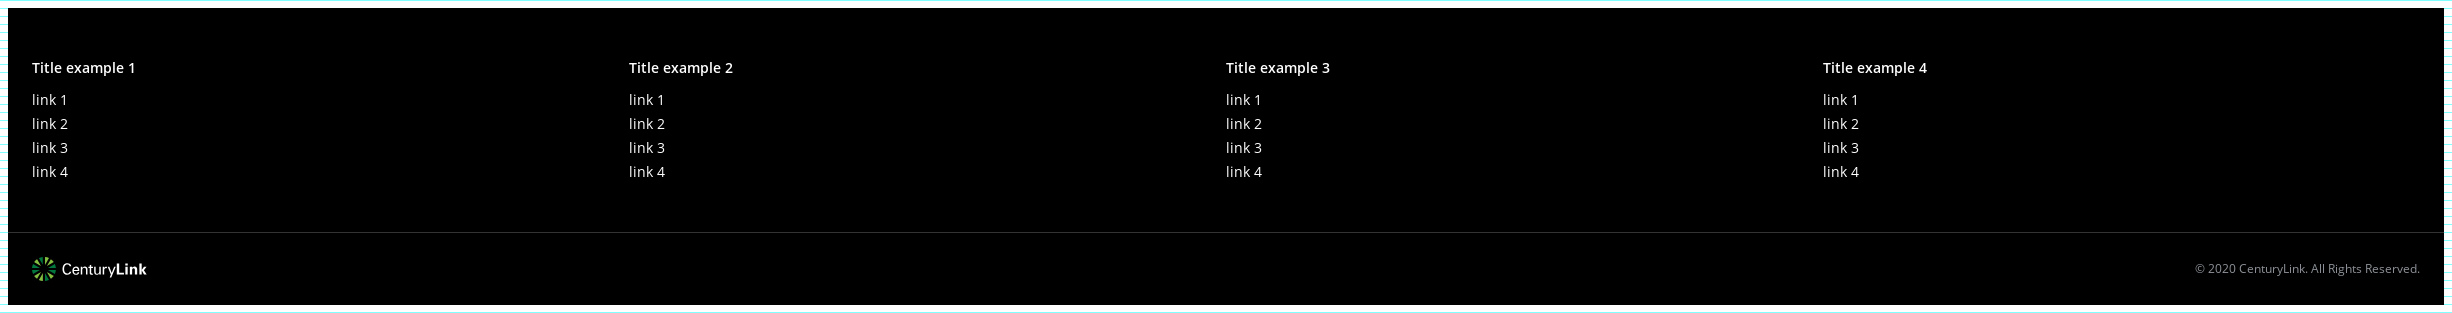 Title example 1
link 1
link 2
link 3
link 4
Title example 2
link 1
link 2
link 3
link 4
Title example 3
link 1
link 2
link 3
link 4
Title example 4
link 1
link 2
link 3
link 4
CenturyLink
© 2020 CenturyLink. All Rights Reserved.